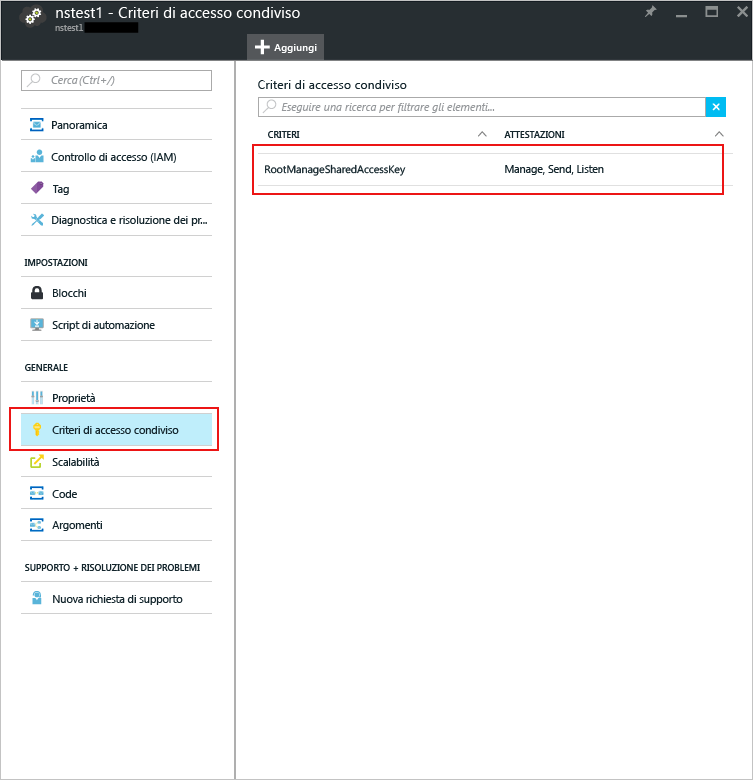 nstest1 - Criteri di accesso condiviso
nstest1
Aggiungi
Cerca (Ctrl+/)
Panoramica
Controllo di accesso (IAM)
Tag
Diagnostica e risoluzione dei pr...
IMPOSTAZIONI
Blocchi
Script di automazione
GENERALE
Proprietà
Criteri di accesso condiviso
Scalabilità
Code
Argomenti
SUPPORTO + RISOLUZIONE DEI PROBLEMI
Nuova richiesta di supporto
Criteri di accesso condiviso
Eseguire una ricerca per filtrare gli elementi...
CRITERI ATTESTAZIONI
RootManageSharedAccessKey Manage, Send, Listen